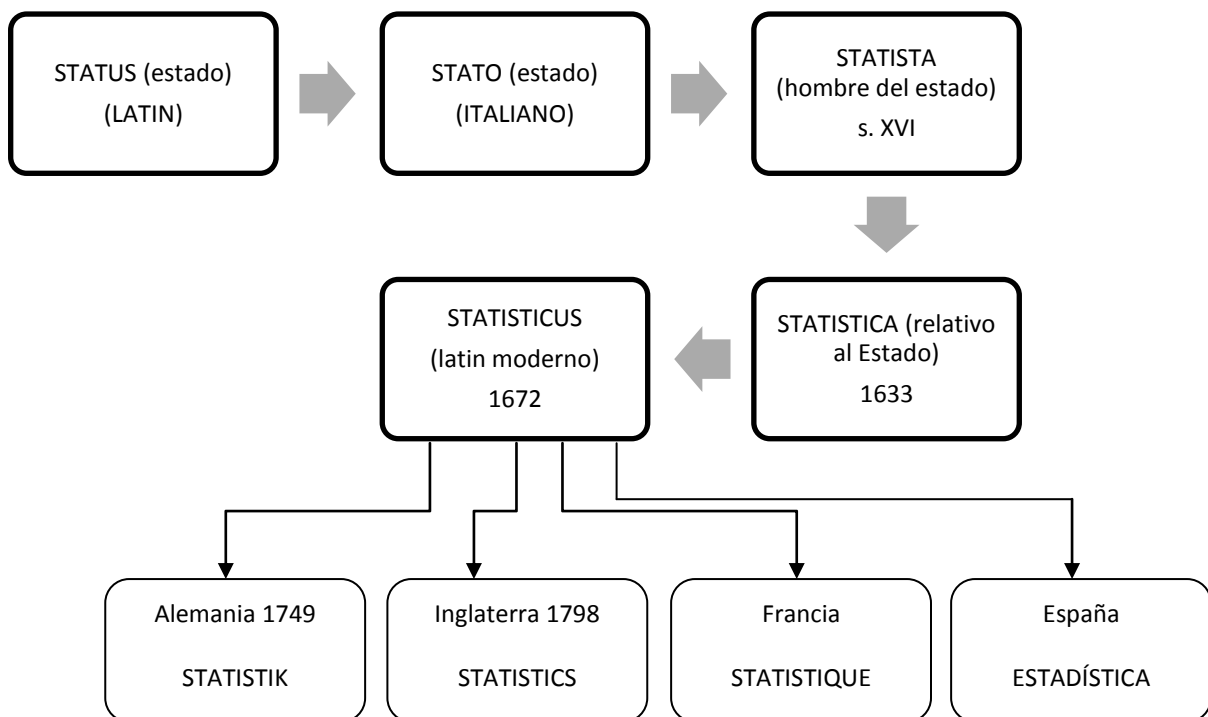 STATUS (estado)
(LATIN)
STATO (estado)
(ITALIANO)
STATISTA
(hombre del estado)
s. XVI
STATISTICA (relativo
al Estado)
1633
STATISTICUS
(latin moderno)
1672
Alemania 1749
STATISTIK
Inglaterra 1798
STATISTICS
Francia
STATISTIQUE
España
ESTADÍSTICA